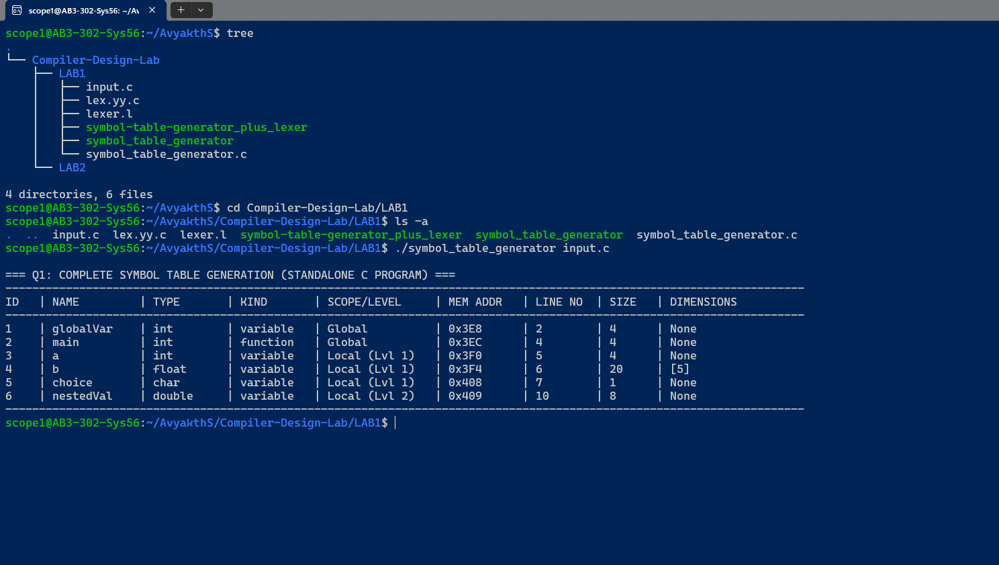 scope1@AB3-302-Sys56: ~/Av
scope1@AB3-302-Sys56:~/AvyakthS$ tree
.
└── Compiler-Design-Lab
    ├── LAB1
    │   ├── input.c
    │   ├── lex.yy.c
    │   ├── lexer.l
    │   ├── symbol-table-generator_plus_lexer
    │   ├── symbol_table_generator
    │   └── symbol_table_generator.c
    └── LAB2

4 directories, 6 files
scope1@AB3-302-Sys56:~/AvyakthS$ cd Compiler-Design-Lab/LAB1
scope1@AB3-302-Sys56:~/AvyakthS/Compiler-Design-Lab/LAB1$ ls -a
.  ..  input.c  lex.yy.c  lexer.l  symbol-table-generator_plus_lexer  symbol_table_generator  symbol_table_generator.c
scope1@AB3-302-Sys56:~/AvyakthS/Compiler-Design-Lab/LAB1$ ./symbol_table_generator input.c

=== Q1: COMPLETE SYMBOL TABLE GENERATION (STANDALONE C PROGRAM) ===
-----------------------------------------------------------------------------------------------------------------------
ID   | NAME         | TYPE       | KIND       | SCOPE/LEVEL     | MEM ADDR   | LINE NO  | SIZE   | DIMENSIONS
-----------------------------------------------------------------------------------------------------------------------
1    | globalVar    | int        | variable   | Global          | 0x3E8      | 2        | 4      | None
2    | main         | int        | function   | Global          | 0x3EC      | 4        | 4      | None
3    | a            | int        | variable   | Local (Lvl 1)   | 0x3F0      | 5        | 4      | None
4    | b            | float      | variable   | Local (Lvl 1)   | 0x3F4      | 6        | 20     | [5]
5    | choice       | char       | variable   | Local (Lvl 1)   | 0x408      | 7        | 1      | None
6    | nestedVal    | double     | variable   | Local (Lvl 2)   | 0x409      | 10       | 8      | None
-----------------------------------------------------------------------------------------------------------------------
scope1@AB3-302-Sys56:~/AvyakthS/Compiler-Design-Lab/LAB1$